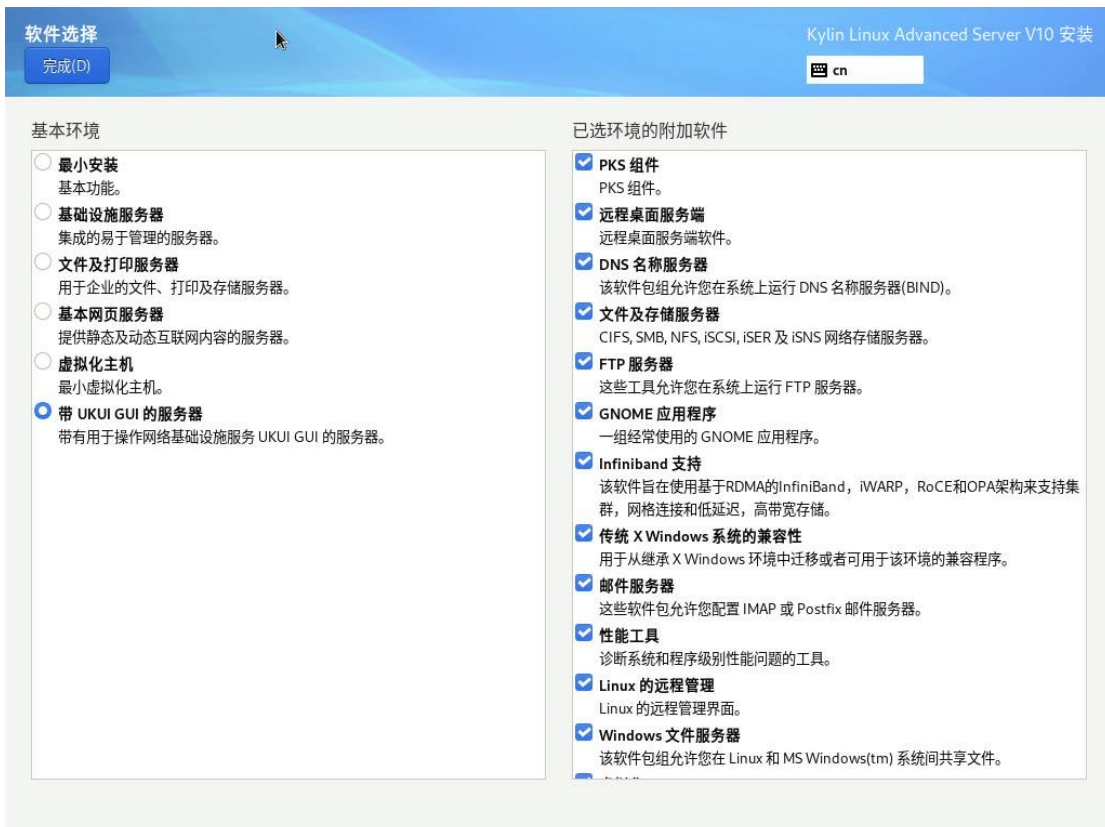 软件选择
完成(D)
Kylin Linux Advanced Server V10 安装
cn
基本环境
最小安装
基本功能。
基础设施服务器
集成的易于管理的服务器。
文件及打印服务器
用于企业的文件、打印及存储服务器。
基本网页服务器
提供静态及动态互联网内容的服务器。
虚拟化主机
最小虚拟化主机。
带 UKUI GUI 的服务器
带有用于操作网络基础设施服务 UKUI GUI 的服务器。
已选环境的附加软件
PKS 组件
PKS 组件。
远程桌面服务端
远程桌面服务端软件。
DNS 名称服务器
该软件包组允许您在系统上运行 DNS 名称服务器(BIND)。
文件及存储服务器
CIFS, SMB, NFS, iSCSI, iSER 及 iSNS 网络存储服务器。
FTP 服务器
这些工具允许您在系统上运行 FTP 服务器。
GNOME 应用程序
一组经常使用的 GNOME 应用程序。
Infiniband 支持
该软件旨在使用基于RDMA的InfiniBand，iWARP，RoCE和OPA架构来支持集
群，网格连接和低延迟，高带宽存储。
传统 X Windows 系统的兼容性
用于从继承 X Windows 环境中迁移或者可用于该环境的兼容程序。
邮件服务器
这些软件包允许您配置 IMAP 或 Postfix 邮件服务器。
性能工具
诊断系统和程序级别性能问题的工具。
Linux 的远程管理
Linux 的远程管理界面。
Windows 文件服务器
该软件包组允许您在 Linux 和 MS Windows(tm) 系统间共享文件。